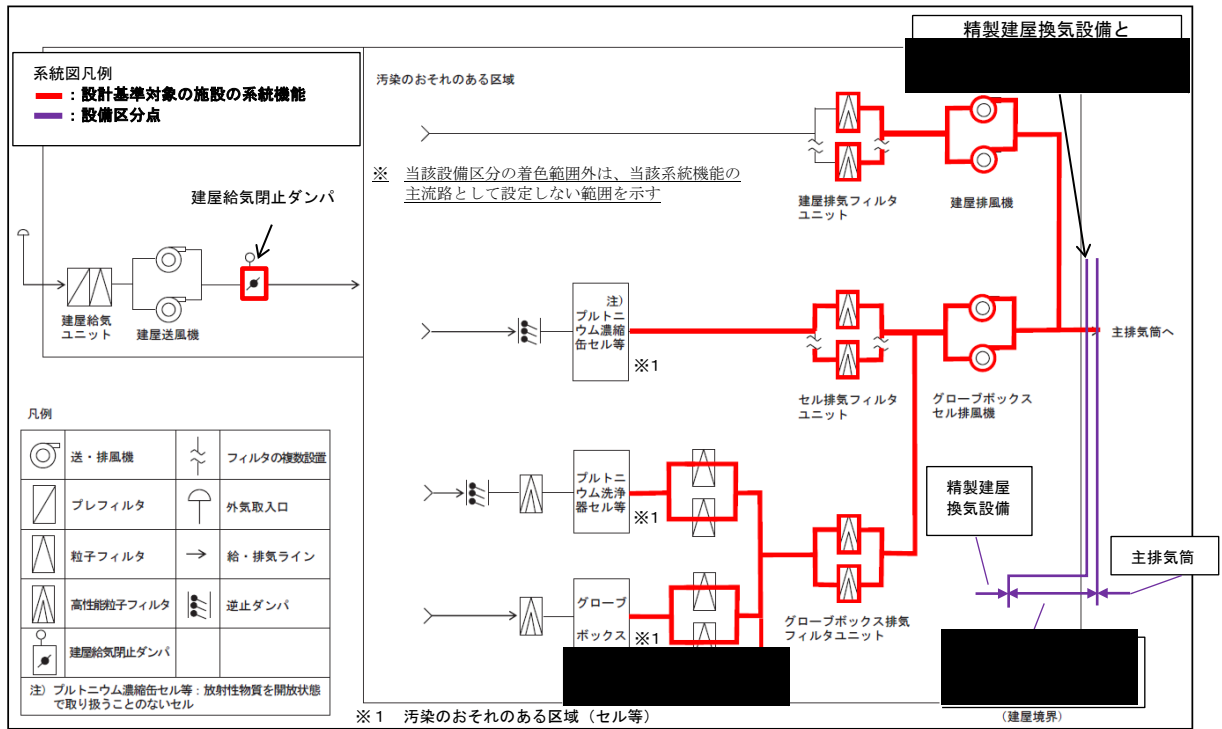 精製建屋換気設備と
系統図凡例
：設計基準対象の施設の系統機能
：設備区分点
汚染のおそれのある区域
※ 当該設備区分の着色範囲外は、当該系統機能の
主流路として設定しない範囲を示す
建屋排気フィルタ
ユニット
建屋排風機
建屋給気閉止ダンパ
建屋給気
ユニット
建屋送風機
注）
プルトニ
ウム濃縮
缶セル等
※1
セル排気フィルタ
ユニット
グローブボックス
セル排風機
主排気筒へ
プルトニ
ウム洗浄
器セル等
※1
グローブ
ボックス
※1
グローブボックス排気
フィルタユニット
精製建屋
換気設備
主排気筒
凡例
送・排風機
フィルタの複数設置
プレフィルタ
外気取入口
粒子フィルタ
給・排気ライン
高性能粒子フィルタ
逆止ダンパ
建屋給気閉止ダンパ
注）プルトニウム濃縮缶セル等：放射性物質を開放状態
で取り扱うことのないセル
※１ 汚染のおそれのある区域（セル等）
(建屋境界)